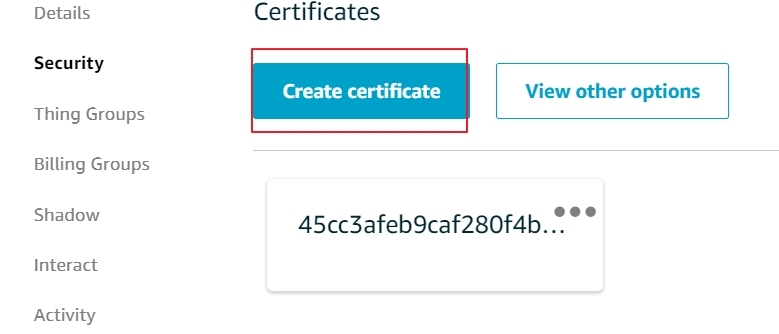 Details
Security
Thing Groups
Billing Groups
Shadow
Interact
Activity
Certificates
Create certificate
View other options
45cc3afeb9caf280f4b...